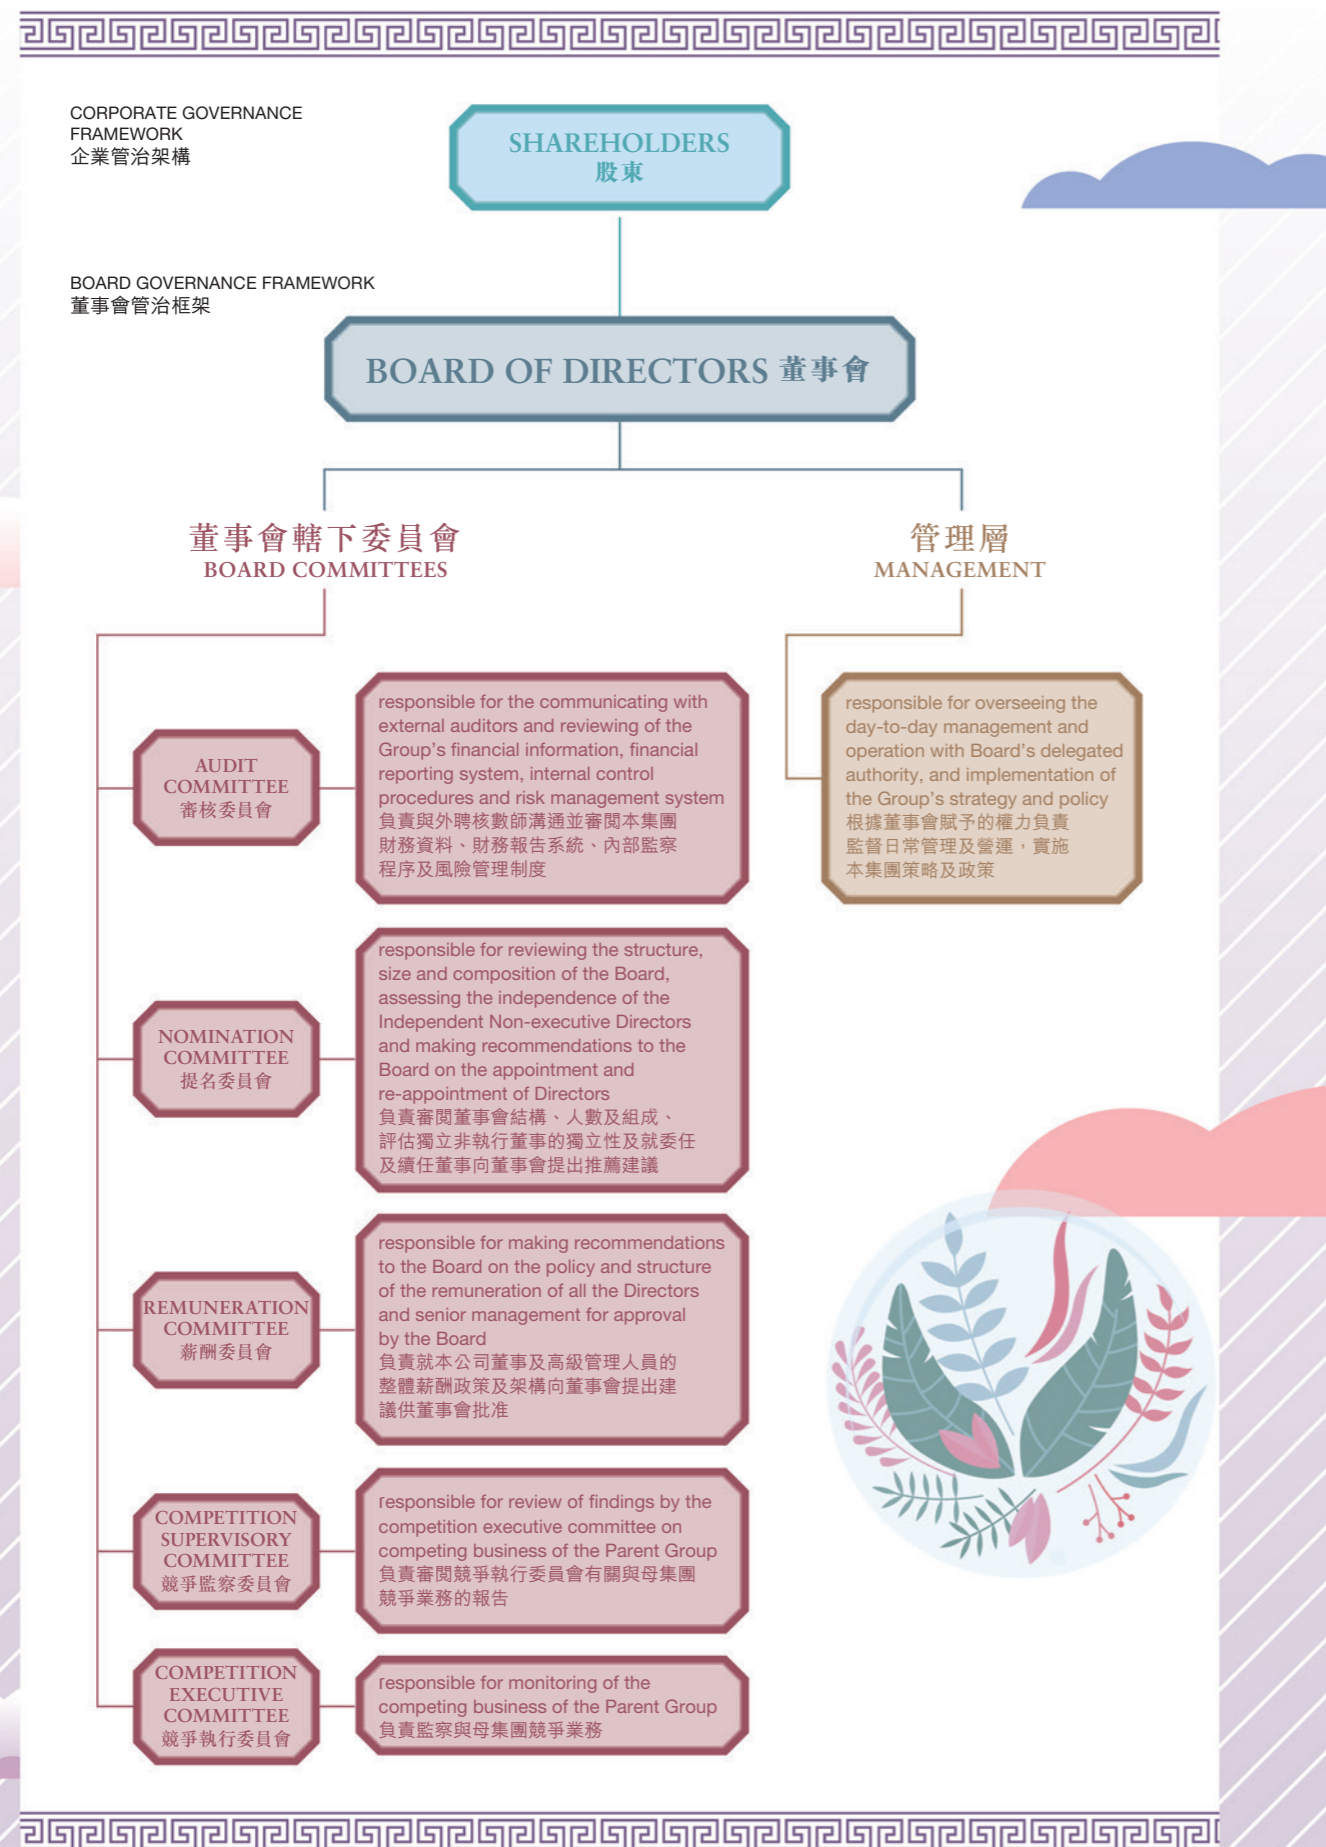 CORPORATE GOVERNANCE
FRAMEWORK
企業管治架構
SHAREHOLDERS
股東
BOARD GOVERNANCE FRAMEWORK
董事會管治框架
BOARD OF DIRECTORS 董事會
董事會轄下委員會
BOARD COMMITTEES
管理層
MANAGEMENT
AUDIT
COMMITTEE
審核委員會
responsible for the communicating with
external auditors and reviewing of the
Group's financial information, financial
reporting system, internal control
procedures and risk management system
負責與外聘核數師溝通並審閱本集團
財務資料、財務報告系統、內部監察
程序及風險管理制度
responsible for overseeing the
day-to-day management and
operation with Board's delegated
authority, and implementation of
the Group's strategy and policy
根據董事會賦予的權力負責
監督日常管理及營運，實施
本集團策略及政策
NOMINATION
COMMITTEE
提名委員會
responsible for reviewing the structure,
size and composition of the Board,
assessing the independence of the
Independent Non-executive Directors
and making recommendations to the
Board on the appointment and
re-appointment of Directors
負責審閱董事會結構、人數及組成、
評估獨立非執行董事的獨立性及就委任
及續任董事向董事會提出推薦建議
REMUNERATION
COMMITTEE
薪酬委員會
responsible for making recommendations
to the Board on the policy and structure
of the remuneration of all the Directors
and senior management for approval
by the Board
負責就本公司董事及高級管理人員的
整體薪酬政策及架構向董事會提出建
議供董事會批准
COMPETITION
SUPERVISORY
COMMITTEE
競爭監察委員會
responsible for review of findings by the
competition executive committee on
competing business of the Parent Group
負責審閱競爭執行委員會有關與母集團
競爭業務的報告
COMPETITION
EXECUTIVE
COMMITTEE
競爭執行委員會
responsible for monitoring of the
competing business of the Parent Group
負責監察與母集團競爭業務